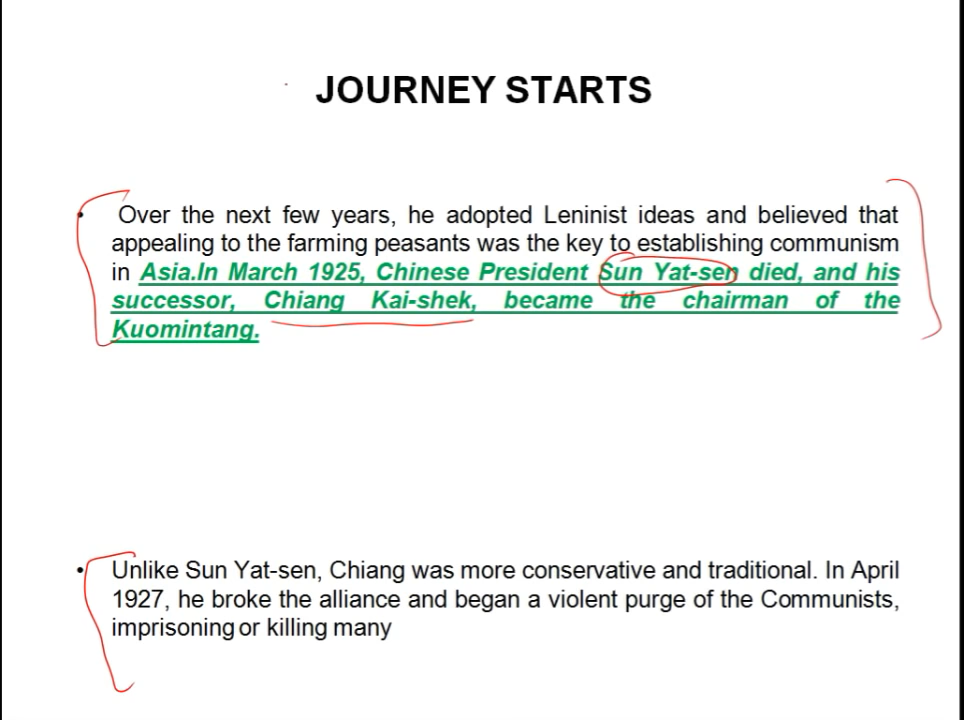 JOURNEY STARTS
• Over the next few years, he adopted Leninist ideas and believed that
appealing to the farming peasants was the key to establishing communism
in Asia.In March 1925, Chinese President Sun Yat-sen died, and his
successor, Chiang Kai-shek, became the chairman of the
Kuomintang.
• Unlike Sun Yat-sen, Chiang was more conservative and traditional. In April
1927, he broke the alliance and began a violent purge of the Communists,
imprisoning or killing many